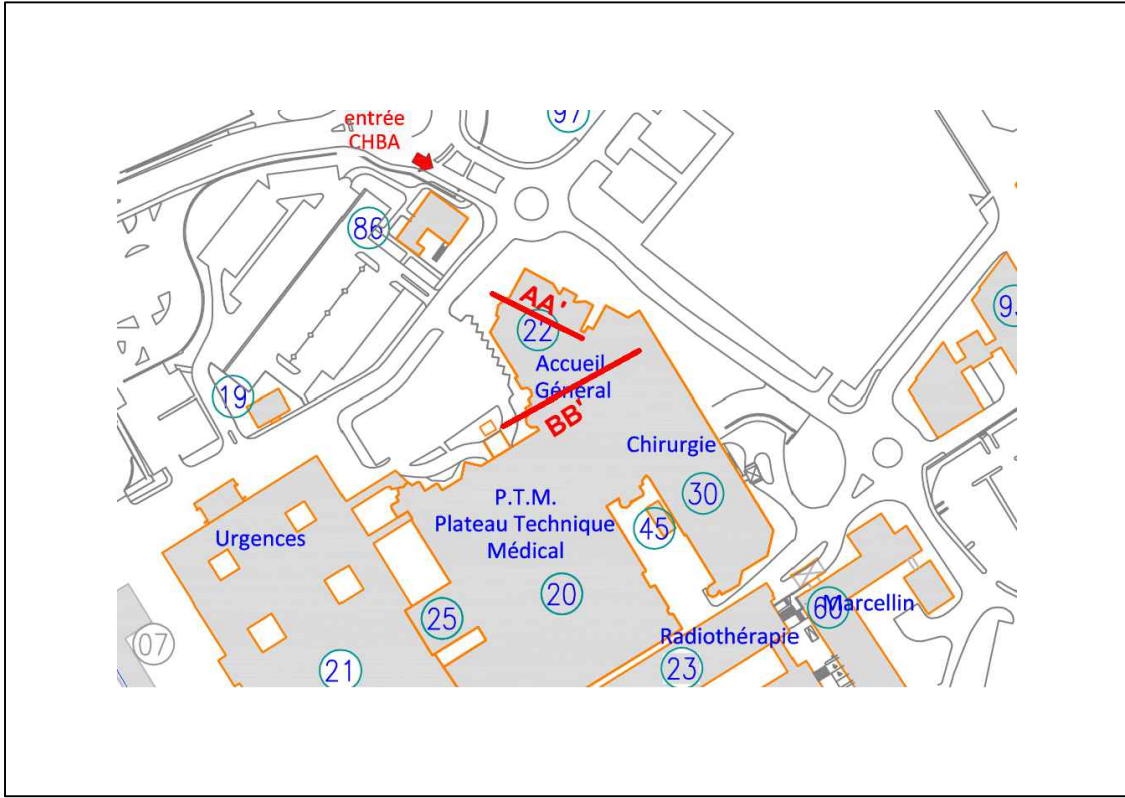 97
entrée
CHBA
86
AA'
22
Accueil
Général
BB'
19
Chirurgie
30
P.T.M.
Plateau Technique
Médical
45
Urgences
20
25
60
Marcellin
Radiothérapie
07
21
23